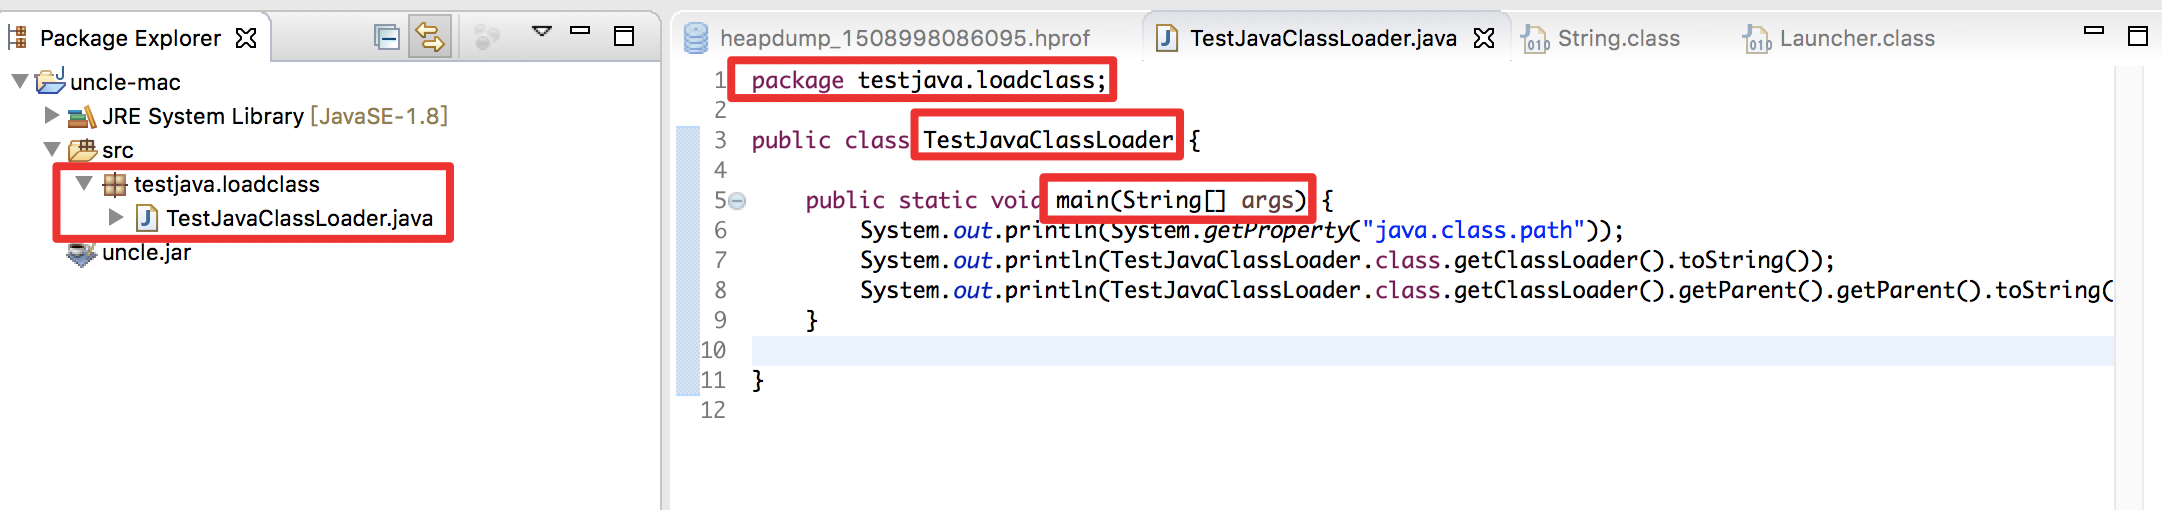 Package Explorer
uncle-mac
JRE System Library [JavaSE-1.8]
src
testjava.loadclass
TestJavaClassLoader.java
uncle.jar
heapdump_1508998086095.hprof
TestJavaClassLoader.java
String.class
Launcher.class
1 package testjava.loadclass;
2
3 public class TestJavaClassLoader {
4
5 public static void main(String[] args) {
6 System.out.println(System.getProperty("java.class.path"));
7 System.out.println(TestJavaClassLoader.class.getClassLoader().toString());
8 System.out.println(TestJavaClassLoader.class.getClassLoader().getParent().getParent().toString(
9 }
10
11 }
12